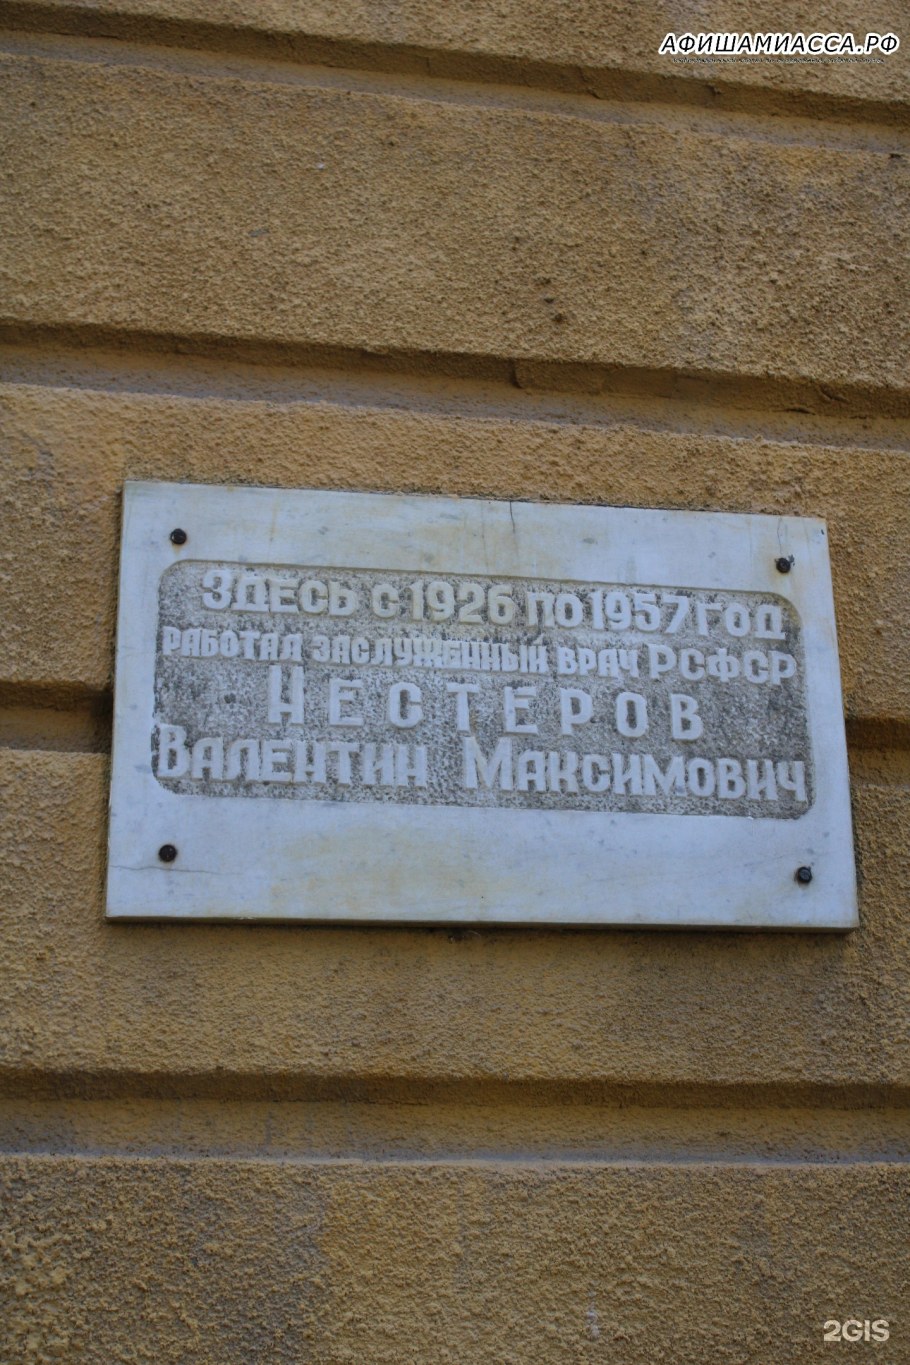 АФИШАМИАССА.РФ
Здесь с 1926 по 1957 год
работал заслуженный врач РСФСР
Нестеров
Валентин Максимович
2GIS